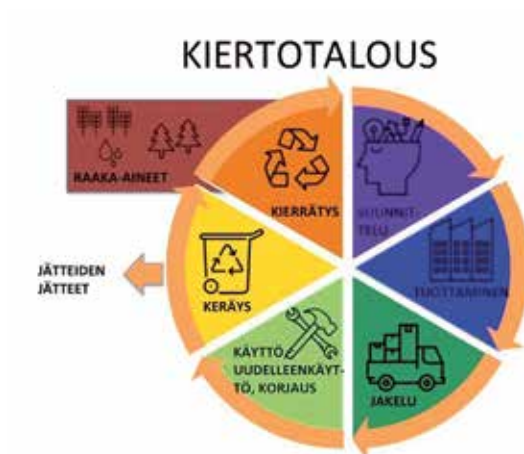 KIERTOTALOUS
RAAKA-AINEET
KIERRÄTYS
SUUNNIT-
TELU
TUOTTAMINEN
JAKELU
KÄYTTÖ
UUDELLEENKÄYT-
TÖ, KORJAUS
KERÄYS
JÄTTEIDEN
JÄTTEET